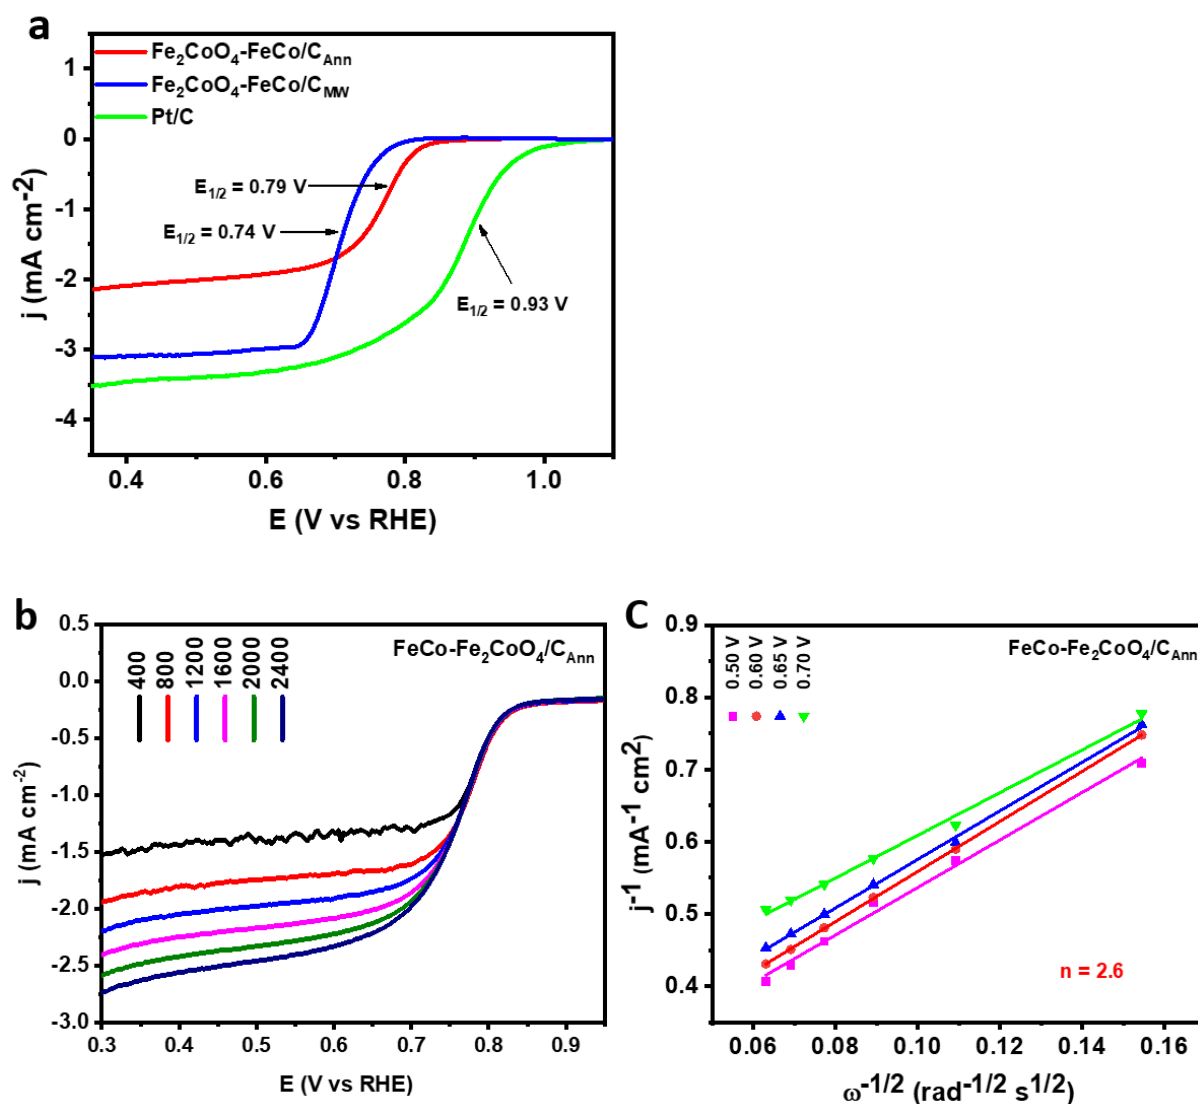 a
Fe₂CoO₄-FeCo/C_Ann
Fe₂CoO₄-FeCo/C_MW
Pt/C
1
0
-1
-2
-3
-4
j (mA cm⁻²)
E₁/₂ = 0.79 V
E₁/₂ = 0.74 V
E₁/₂ = 0.93 V
0.4 0.6 0.8 1.0
E (V vs RHE)
b
FeCo-Fe₂CoO₄/C_Ann
400
800
1200
1600
2000
2400
0.5
0.0
-0.5
-1.0
-1.5
-2.0
-2.5
-3.0
j (mA cm⁻²)
0.3 0.4 0.5 0.6 0.7 0.8 0.9
E (V vs RHE)
C
FeCo-Fe₂CoO₄/C_Ann
0.50 V
0.60 V
0.65 V
0.70 V
0.9
0.8
0.7
0.6
0.5
0.4
j⁻¹ (mA⁻¹ cm²)
n = 2.6
0.06 0.08 0.10 0.12 0.14 0.16
ω⁻¹/² (rad⁻¹/² s¹/²)